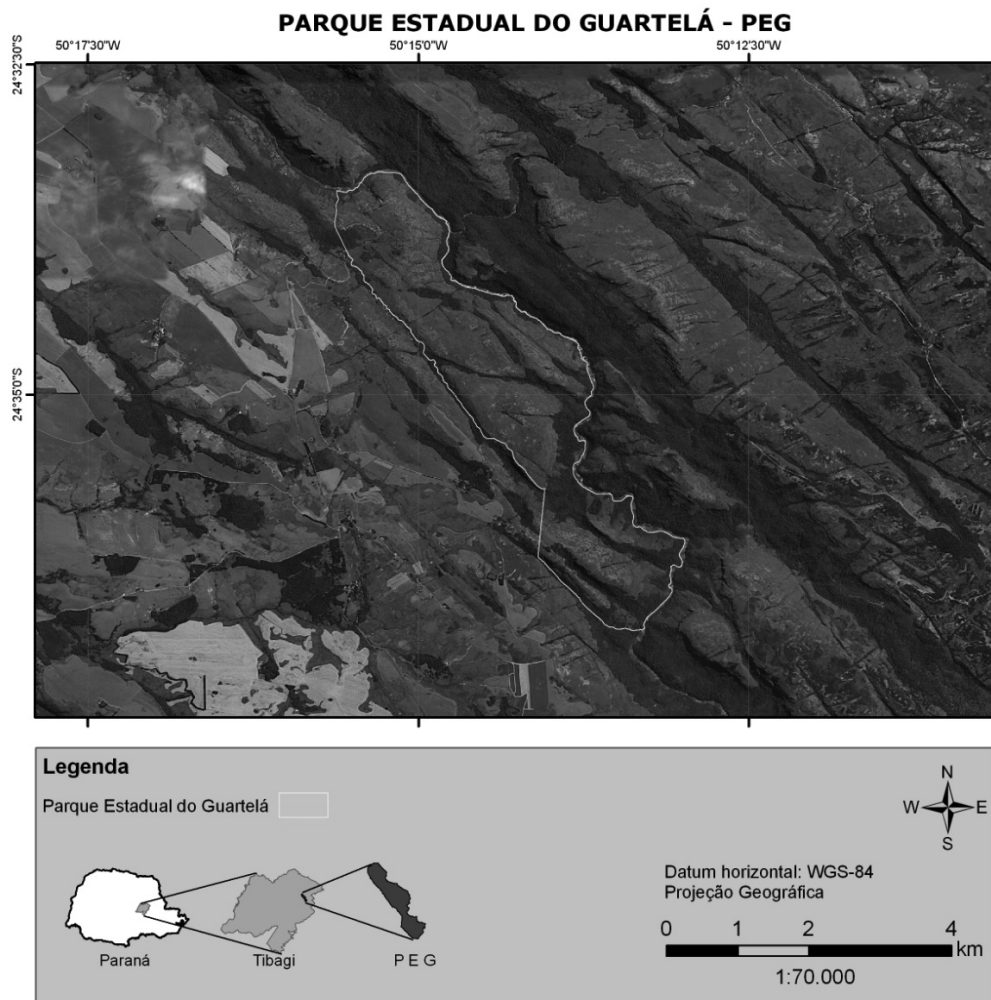 PARQUE ESTADUAL DO GUARTELÁ - PEG
50°17'30"W 50°15'0"W 50°12'30"W
24°32'30"S
24°35'0"S
Legenda
Parque Estadual do Guartelá
N
W E
S
Datum horizontal: WGS-84
Projeção Geográfica
0 1 2 4
km
1:70.000
Paraná Tibagi P E G